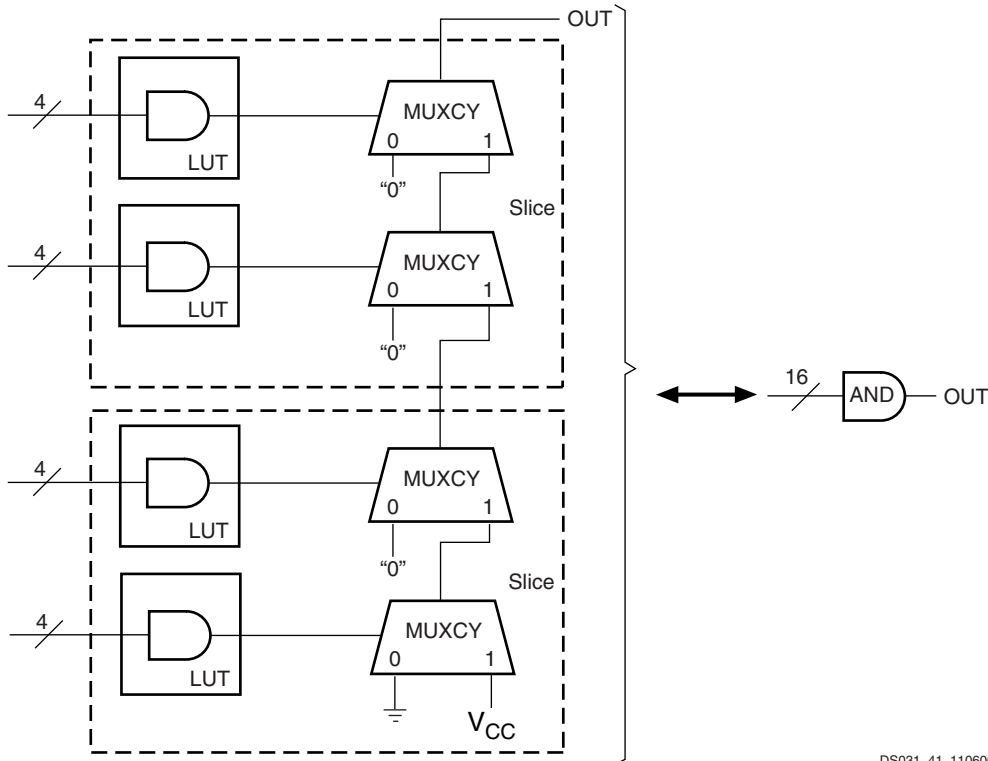 OUT
4
LUT
MUXCY
0 1
“0”
Slice
4
LUT
MUXCY
0 1
“0”
16
AND
OUT
4
LUT
MUXCY
0 1
“0”
Slice
4
LUT
MUXCY
0 1
VCC